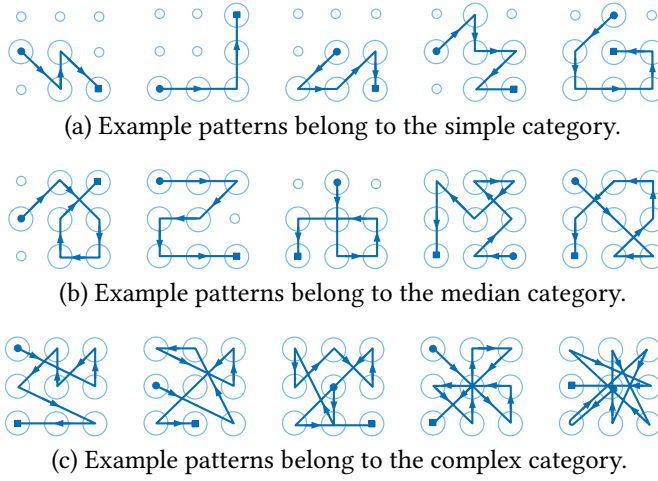 (a) Example patterns belong to the simple category.
(b) Example patterns belong to the median category.
(c) Example patterns belong to the complex category.